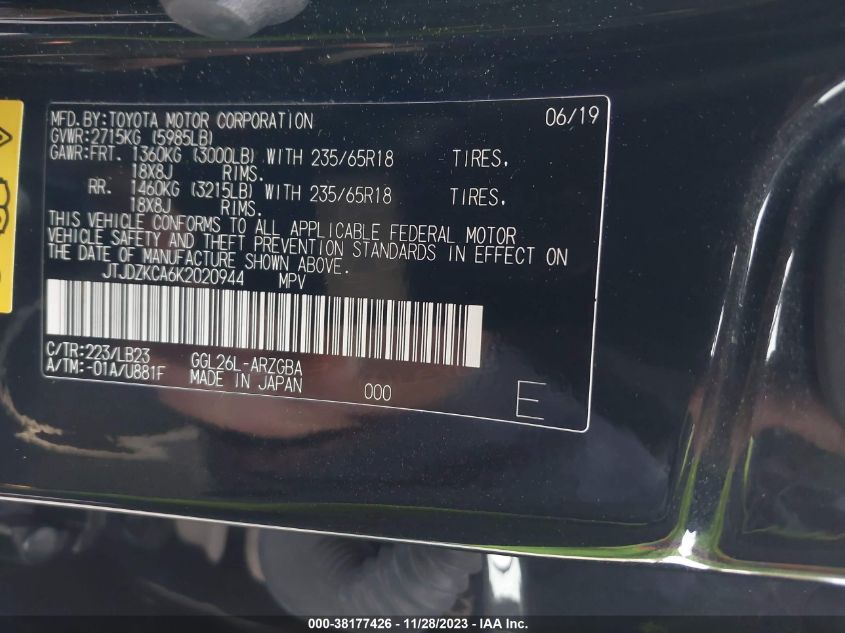 MFD.BY:TOYOTA MOTOR CORPORATION 06/19
GVWR:2715KG (5985LB)
GAWR:FRT. 1360KG (3000LB) WITH 235/65R18 TIRES.
18X8J RIMS.
RR. 1460KG (3215LB) WITH 235/65R18 TIRES.
18X8J RIMS.
THIS VEHICLE CONFORMS TO ALL APPLICABLE FEDERAL MOTOR
VEHICLE SAFETY AND THEFT PREVENTION STANDARDS IN EFFECT ON
THE DATE OF MANUFACTURE SHOWN ABOVE.
JTJDZKCA6K2020944 MPV
C/TR:223/LB23 GGL26L-ARZGBA
A/TM:-01A/U881F MADE IN JAPAN 000 E
000-38177426 - 11/28/2023 - IAA Inc.